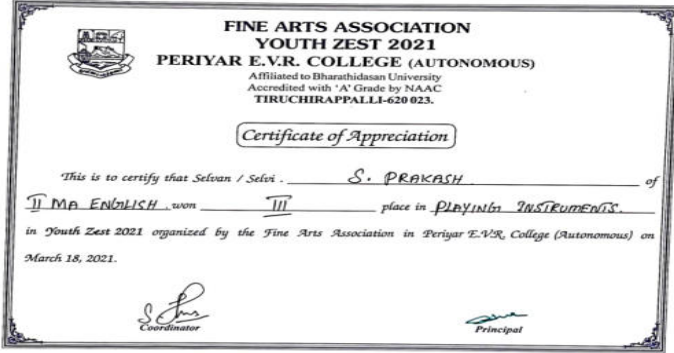 FINE ARTS ASSOCIATION
YOUTH ZEST 2021
PERIYAR E.V.R. COLLEGE (AUTONOMOUS)
Affiliated to Bharathidasan University
Accredited with 'A' Grade by NAAC
TIRUCHIRAPPALLI-620 023.
Certificate of Appreciation
This is to certify that Selvan / Selvi. S. PRAKASH of
II MA ENGLISH won III place in PLAYING INSTRUMENTS.
in Youth Zest 2021 organized by the Fine Arts Association in Periyar E.V.R. College (Autonomous) on
March 18, 2021.
Coordinator
Principal